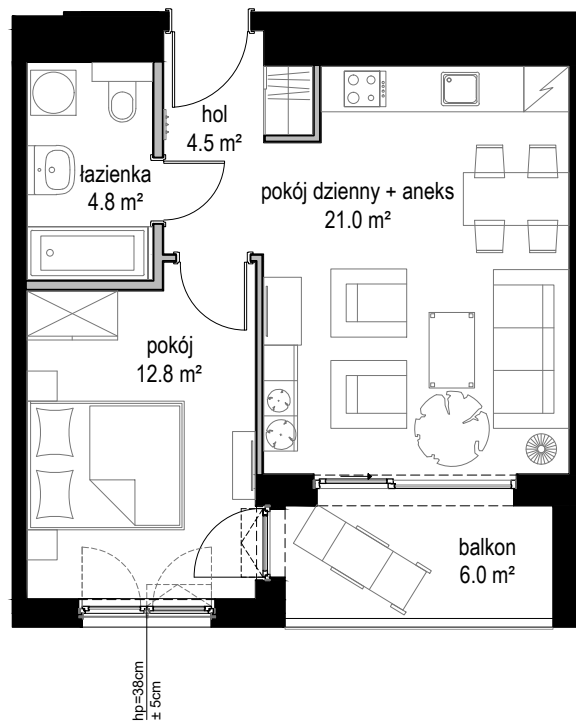 hol
4.5 m²
łazienka
4.8 m²
pokój dzienny + aneks
21.0 m²
pokój
12.8 m²
balkon
6.0 m²
hp=38cm
± 5cm